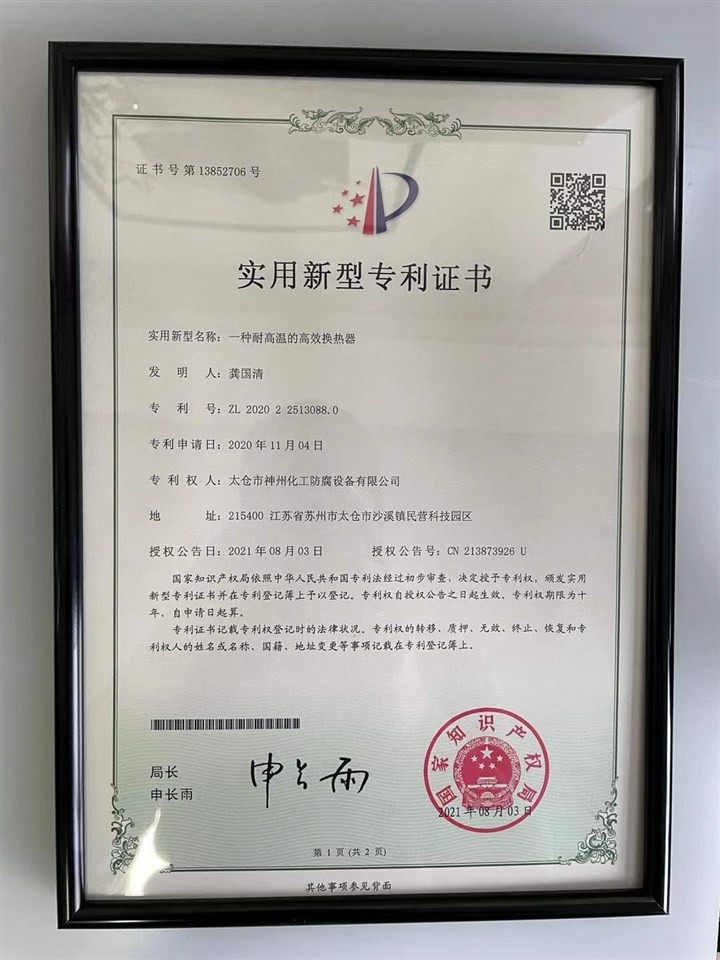 证书号第13852706号
实用新型专利证书
实用新型名称：一种耐高温的高效换热器
发明人：龚国清
专利号：ZL 2020 2 2513088.0
专利申请日：2020年11月04日
专利权人：太仓市神州化工防腐设备有限公司
地址：215400 江苏省苏州市太仓市沙溪镇民营科技园区
授权公告日：2021年08月03日 授权公告号：CN 213873926 U
国家知识产权局依照中华人民共和国专利法经过初步审查，决定授予专利权，颁发实用
新型专利证书并在专利登记簿上予以登记。专利权自授权公告之日起生效。专利权期限为十
年，自申请日起算。
专利证书记载专利权登记时的法律状况。专利权的转移、质押、无效、终止、恢复和专
利权人的姓名或名称、国籍、地址变更等事项记载在专利登记簿上。
局长
申长雨
申长雨
国家知识产权局
2021年08月03日
第 1 页 (共 2 页)
其他事项参见背面